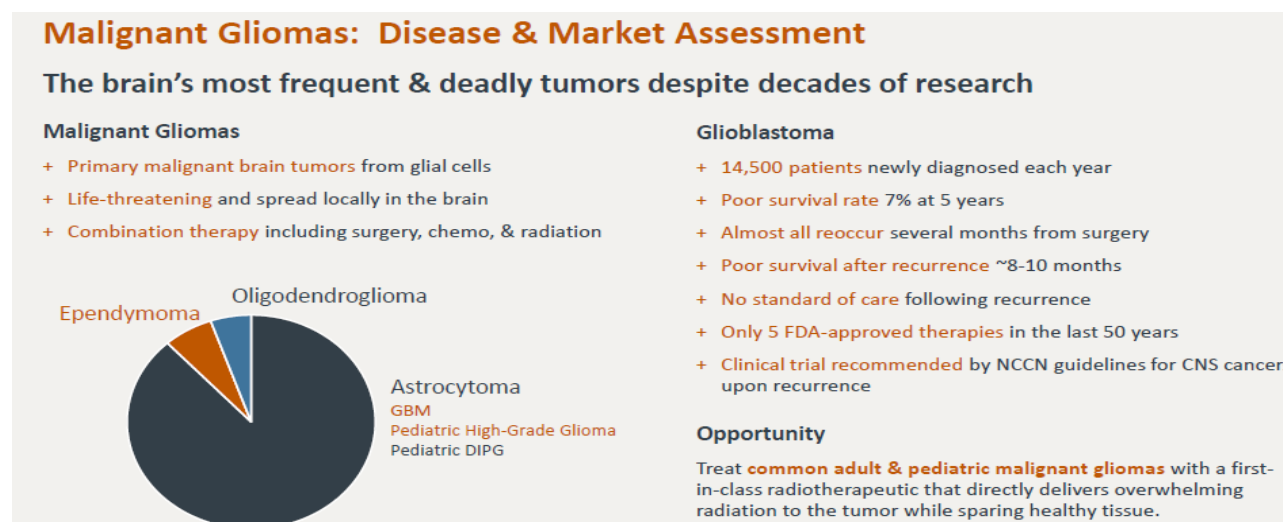 Malignant Gliomas: Disease & Market Assessment
The brain's most frequent & deadly tumors despite decades of research
Malignant Gliomas
+ Primary malignant brain tumors from glial cells
+ Life-threatening and spread locally in the brain
+ Combination therapy including surgery, chemo, & radiation
Oligodendroglioma
Ependymoma
Astrocytoma
GBM
Pediatric High-Grade Glioma
Pediatric DIPG
Glioblastoma
+ 14,500 patients newly diagnosed each year
+ Poor survival rate 7% at 5 years
+ Almost all reoccur several months from surgery
+ Poor survival after recurrence ~8-10 months
+ No standard of care following recurrence
+ Only 5 FDA-approved therapies in the last 50 years
+ Clinical trial recommended by NCCN guidelines for CNS cancer
upon recurrence
Opportunity
Treat common adult & pediatric malignant gliomas with a first-
in-class radiotherapeutic that directly delivers overwhelming
radiation to the tumor while sparing healthy tissue.